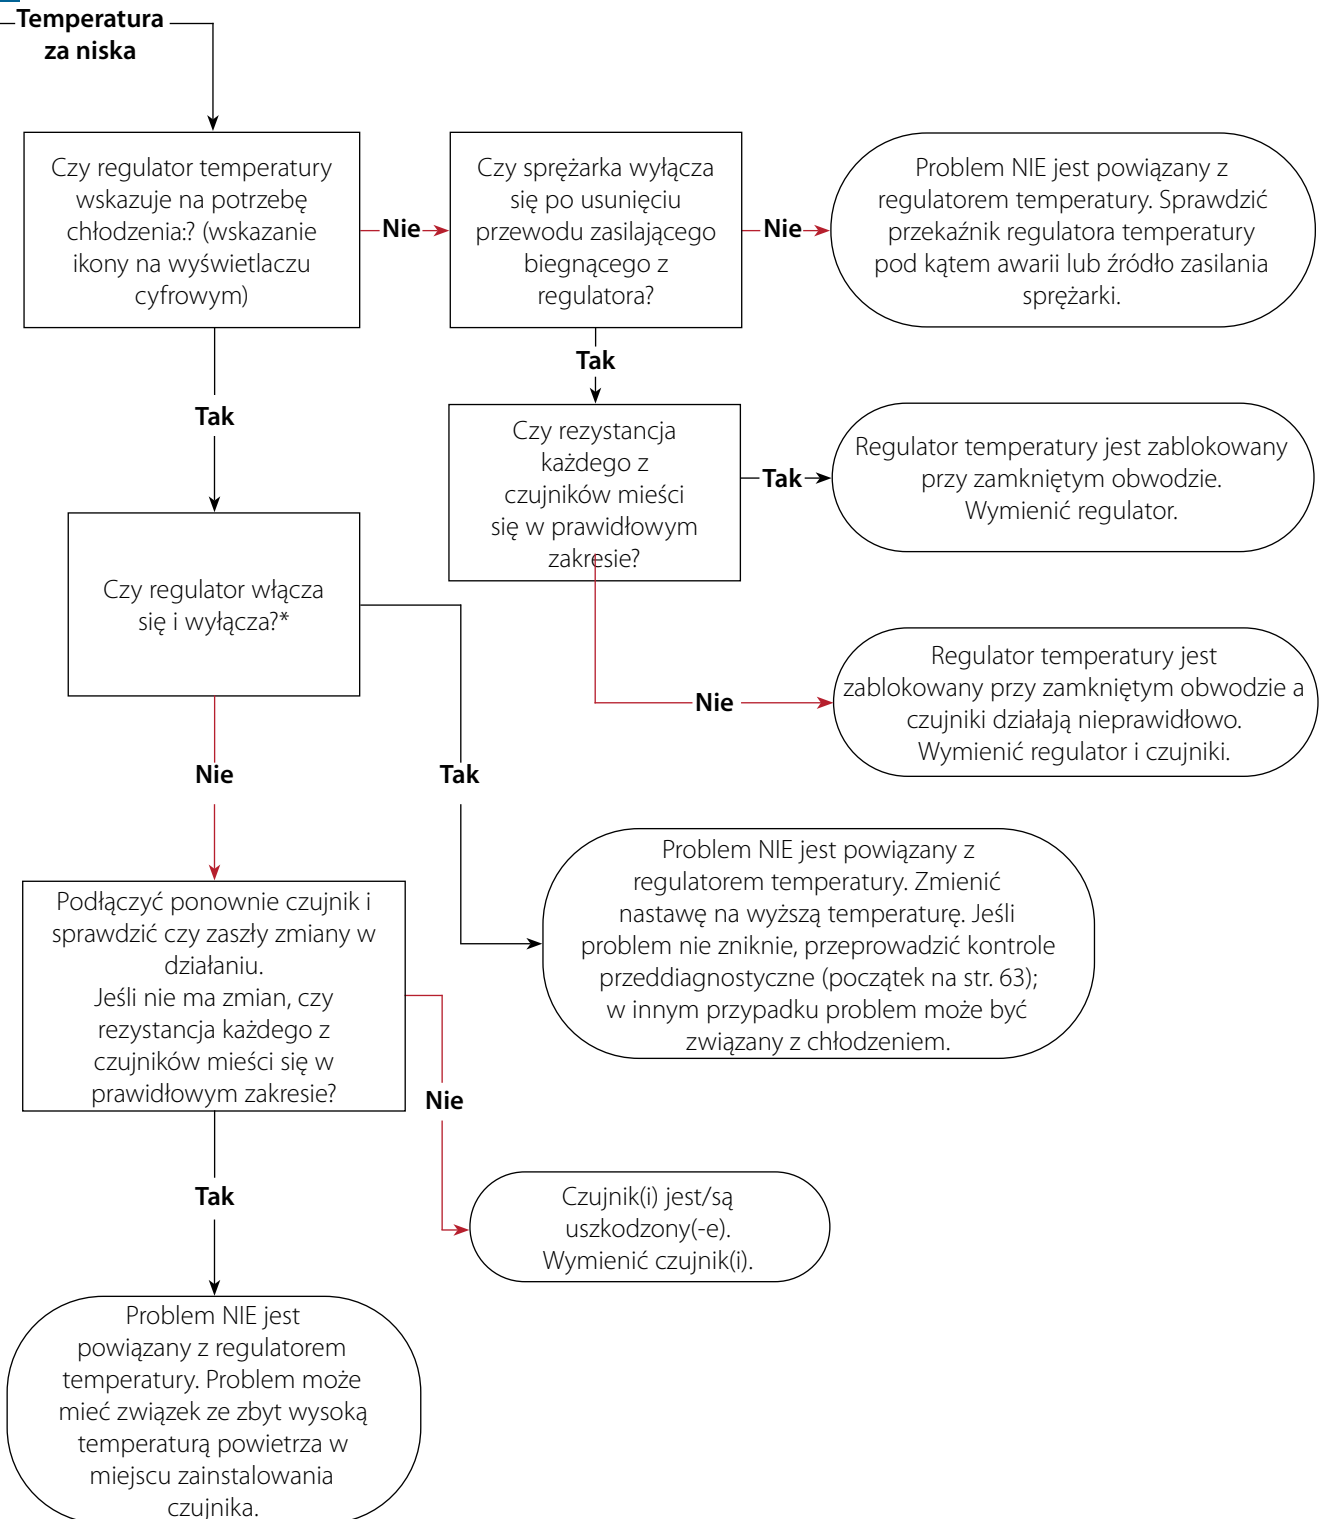 Temperatura
za niska
Czy regulator temperatury
wskazuje na potrzebę
chłodzenia:? (wskazanie
ikony na wyświetlaczu
cyfrowym)
Nie
Czy sprężarka wyłącza
się po usunięciu
przewodu zasilającego
biegnącego z
regulatora?
Nie
Problem NIE jest powiązany z
regulatorem temperatury. Sprawdzić
przekaźnik regulatora temperatury
pod kątem awarii lub źródło zasilania
sprężarki.
Tak
Tak
Czy rezystancja
każdego z
czujników mieści
się w prawidłowym
zakresie?
Tak
Regulator temperatury jest zablokowany
przy zamkniętym obwodzie.
Wymienić regulator.
Czy regulator włącza
się i wyłącza?*
Nie
Regulator temperatury jest
zablokowany przy zamkniętym obwodzie a
czujniki działają nieprawidłowo.
Wymienić regulator i czujniki.
Nie
Tak
Problem NIE jest powiązany z
regulatorem temperatury. Zmienić
nastawę na wyższą temperaturę. Jeśli
problem nie zniknie, przeprowadzić kontrole
przeddiagnostyczne (początek na str. 63);
w innym przypadku problem może być
związany z chłodzeniem.
Podłączyć ponownie czujnik i
sprawdzić czy zaszły zmiany w
działaniu.
Jeśli nie ma zmian, czy
rezystancja każdego z
czujników mieści się w
prawidłowym zakresie?
Nie
Tak
Czujnik(i) jest/są
uszkodzony(-e).
Wymienić czujnik(i).
Problem NIE jest
powiązany z regulatorem
temperatury. Problem może
mieć związek ze zbyt wysoką
temperaturą powietrza w
miejscu zainstalowania
czujnika.